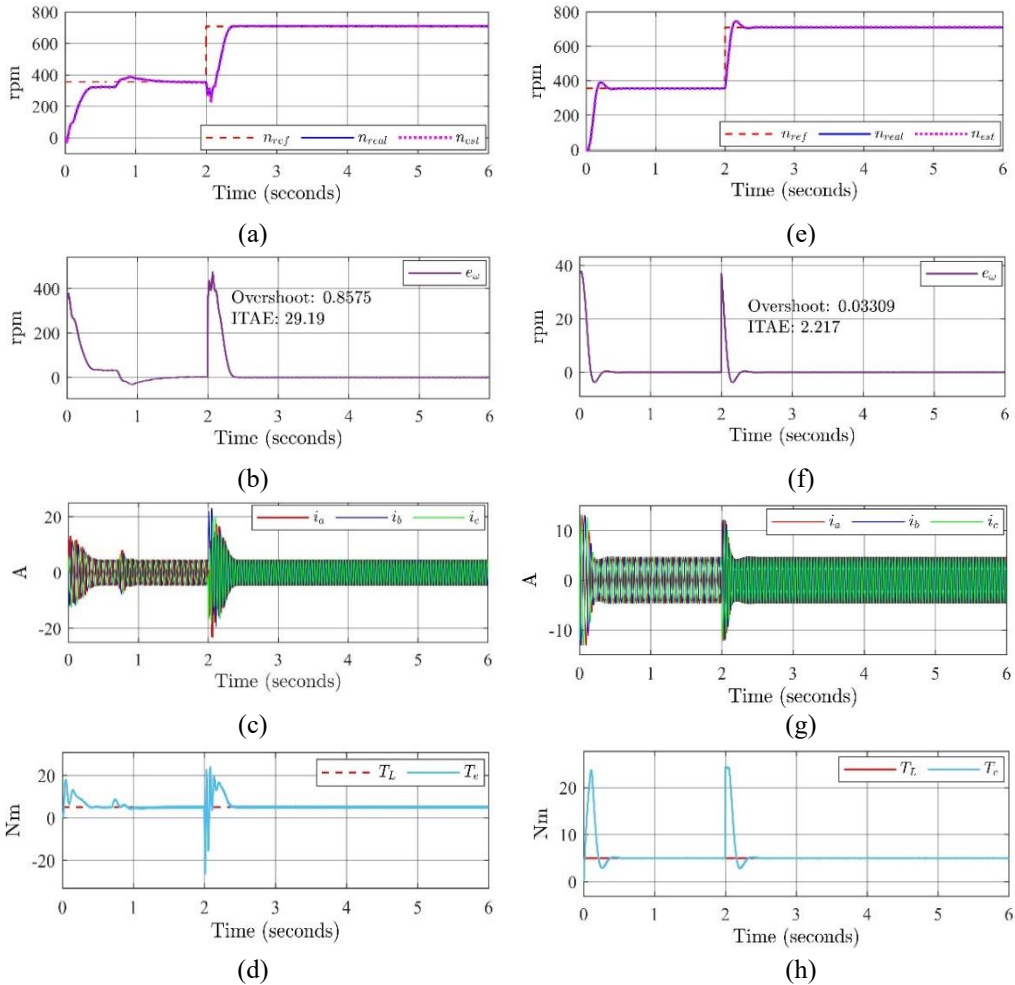 800
600
400
200
0
rpm
n_ref n_real n_est
0 1 2 3 4 5 6
Time (seconds)
(a)
800
600
400
200
0
rpm
n_ref n_real n_est
0 1 2 3 4 5 6
Time (seconds)
(e)
400
200
0
rpm
e_ω
Overshoot: 0.8575
ITAE: 29.19
0 1 2 3 4 5 6
Time (seconds)
(b)
40
20
0
rpm
e_ω
Overshoot: 0.03309
ITAE: 2.217
0 1 2 3 4 5 6
Time (seconds)
(f)
20
0
-20
A
i_a i_b i_c
0 1 2 3 4 5 6
Time (seconds)
(c)
10
0
-10
A
i_a i_b i_c
0 1 2 3 4 5 6
Time (seconds)
(g)
20
0
-20
Nm
T_L T_e
0 1 2 3 4 5 6
Time (seconds)
(d)
20
10
0
Nm
T_L T_e
0 1 2 3 4 5 6
Time (seconds)
(h)